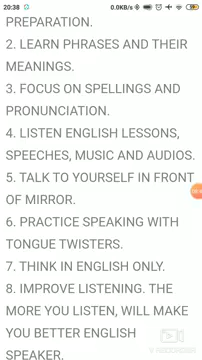 20:38
0.0KB/s
PREPARATION.
2. LEARN PHRASES AND THEIR
MEANINGS.
3. FOCUS ON SPELLINGS AND
PRONUNCIATION.
4. LISTEN ENGLISH LESSONS,
SPEECHES, MUSIC AND AUDIOS.
5. TALK TO YOURSELF IN FRONT
OF MIRROR.
6. PRACTICE SPEAKING WITH
TONGUE TWISTERS.
7. THINK IN ENGLISH ONLY.
8. IMPROVE LISTENING. THE
MORE YOU LISTEN, WILL MAKE
YOU BETTER ENGLISH
SPEAKER.